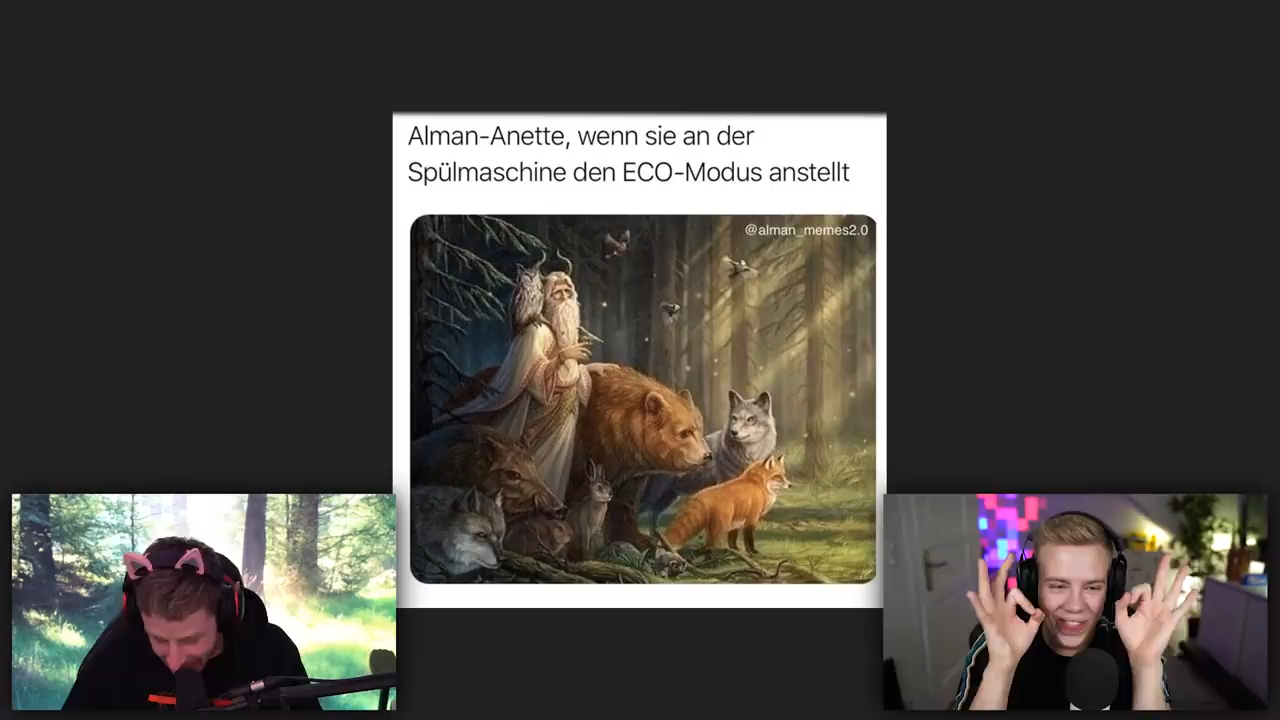 Alman-Anette, wenn sie an der
Spülmaschine den ECO-Modus anstellt
@alman_memes2.0